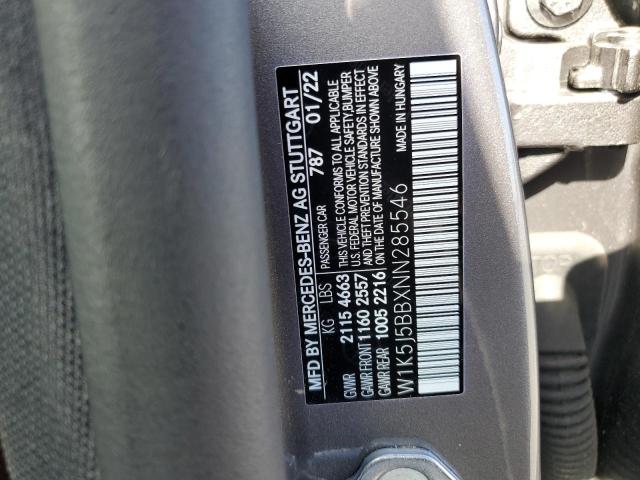 MFD BY MERCEDES-BENZ AG STUTTGART
PASSENGER CAR 787 01/22
KG LBS
GVWR 2115 4663
GAWR FRONT 1160 2557
GAWR REAR 1005 2216
THIS VEHICLE CONFORMS TO ALL APPLICABLE
U.S. FEDERAL MOTOR VEHICLE SAFETY, BUMPER
AND THEFT PREVENTION STANDARDS IN EFFECT
ON THE DATE OF MANUFACTURE SHOWN ABOVE
MADE IN HUNGARY
W1K5J5BBXNN285546